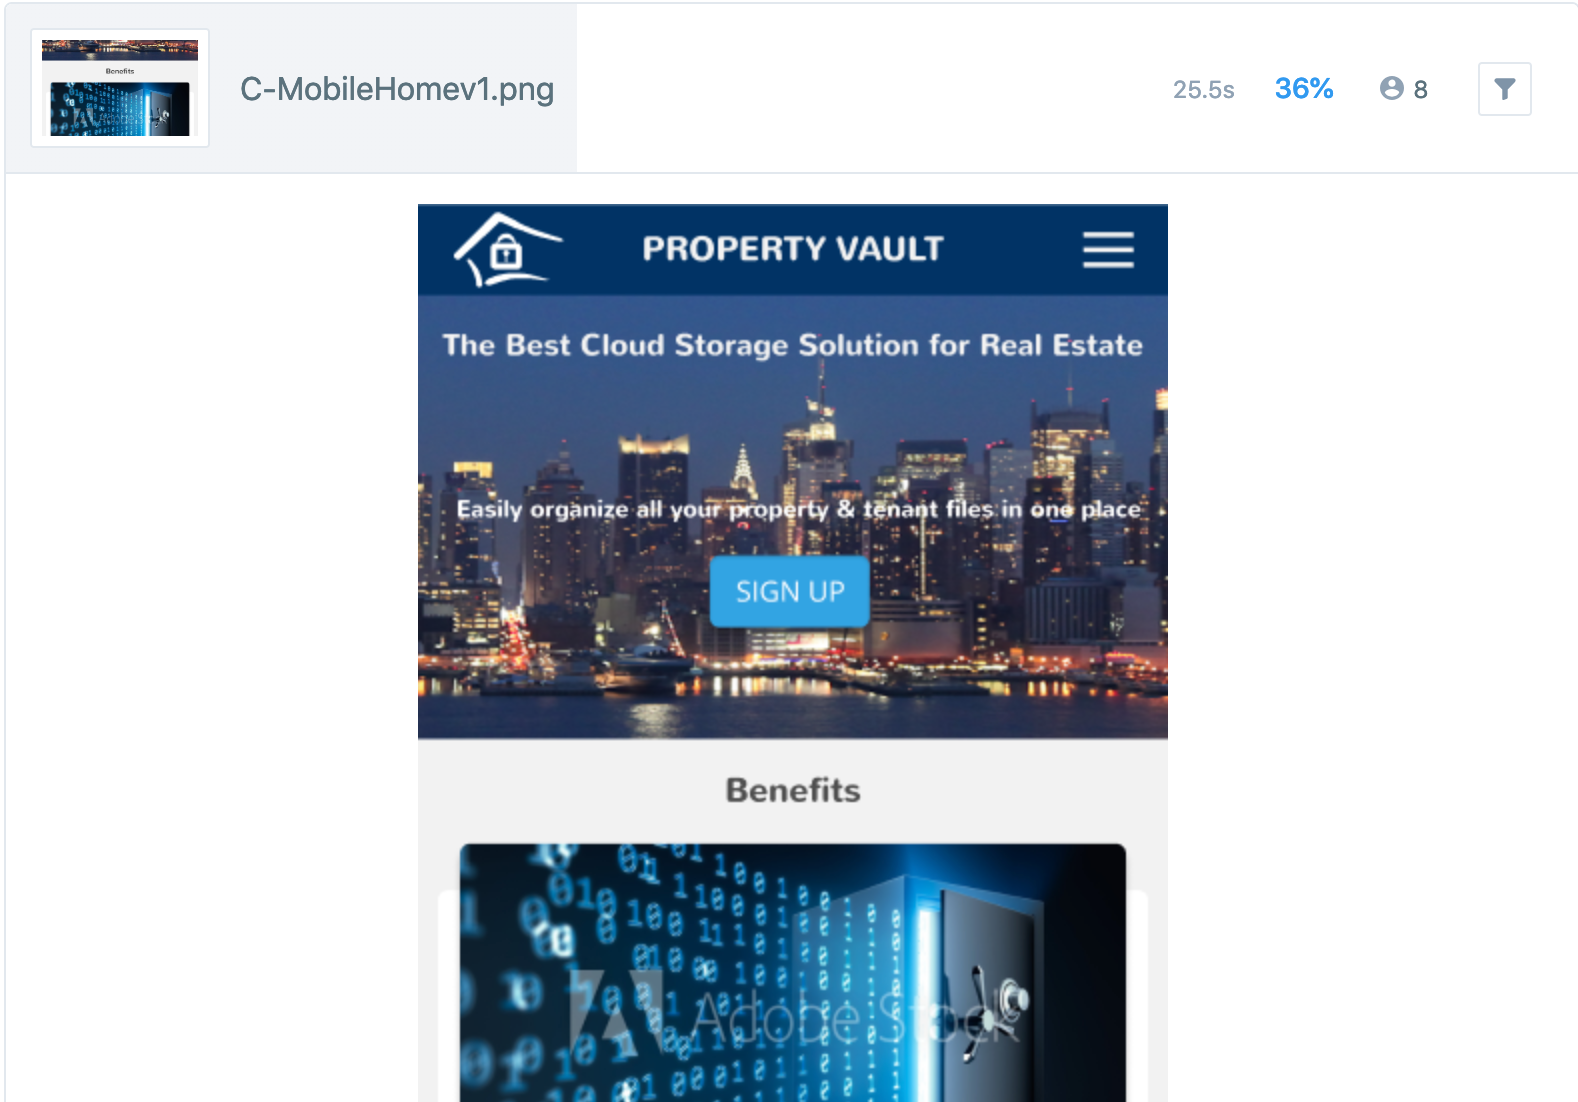 Benefits
C-MobileHomev1.png
25.5s
36%
8
PROPERTY VAULT
The Best Cloud Storage Solution for Real Estate
Easily organize all your property & tenant files in one place
SIGN UP
Benefits
Adobe Stock